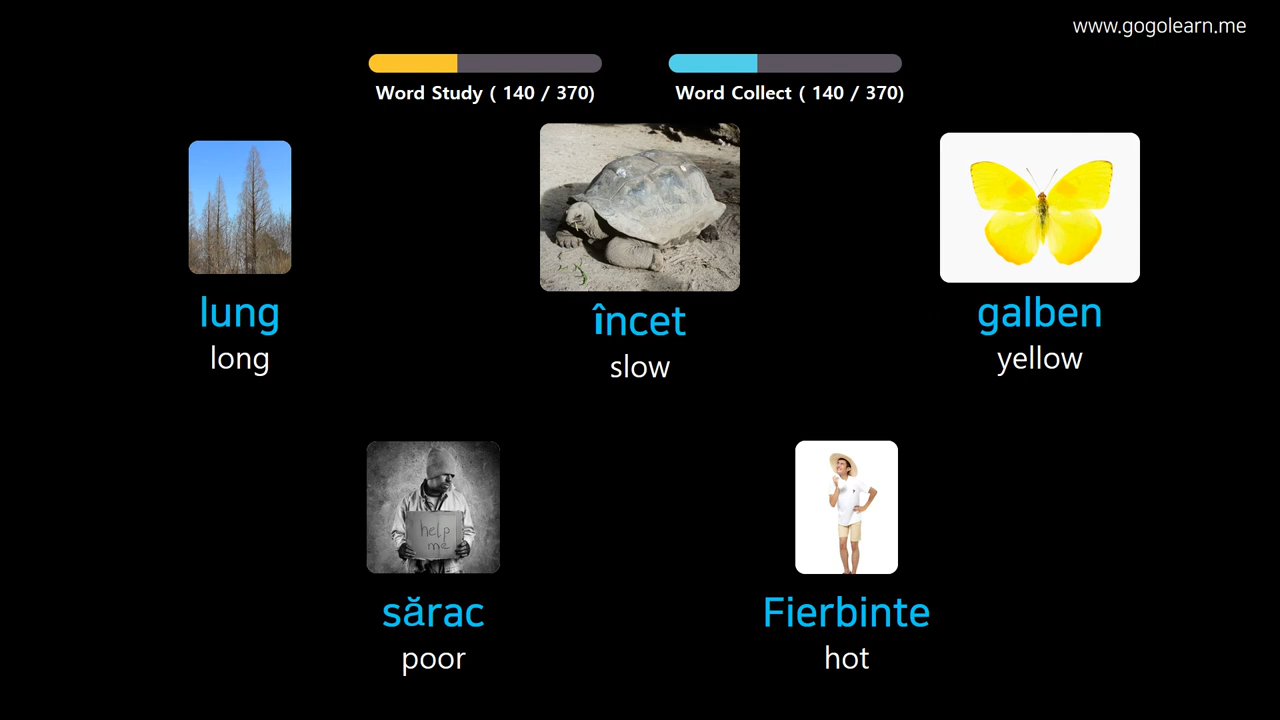 www.gogolearn.me
Word Study ( 140 / 370)
Word Collect ( 140 / 370)
lung
long
încet
slow
galben
yellow
help
me
sărac
poor
Fierbinte
hot